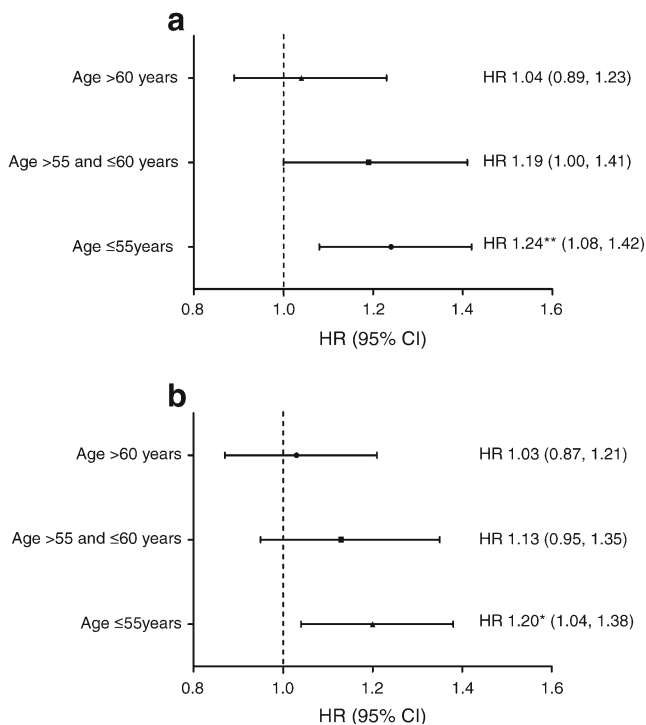 a
Age >60 years HR 1.04 (0.89, 1.23)
Age >55 and ≤60 years HR 1.19 (1.00, 1.41)
Age ≤55years HR 1.24** (1.08, 1.42)
0.8 1.0 1.2 1.4 1.6
HR (95% CI)
b
Age >60 years HR 1.03 (0.87, 1.21)
Age >55 and ≤60 years HR 1.13 (0.95, 1.35)
Age ≤55years HR 1.20* (1.04, 1.38)
0.8 1.0 1.2 1.4 1.6
HR (95% CI)